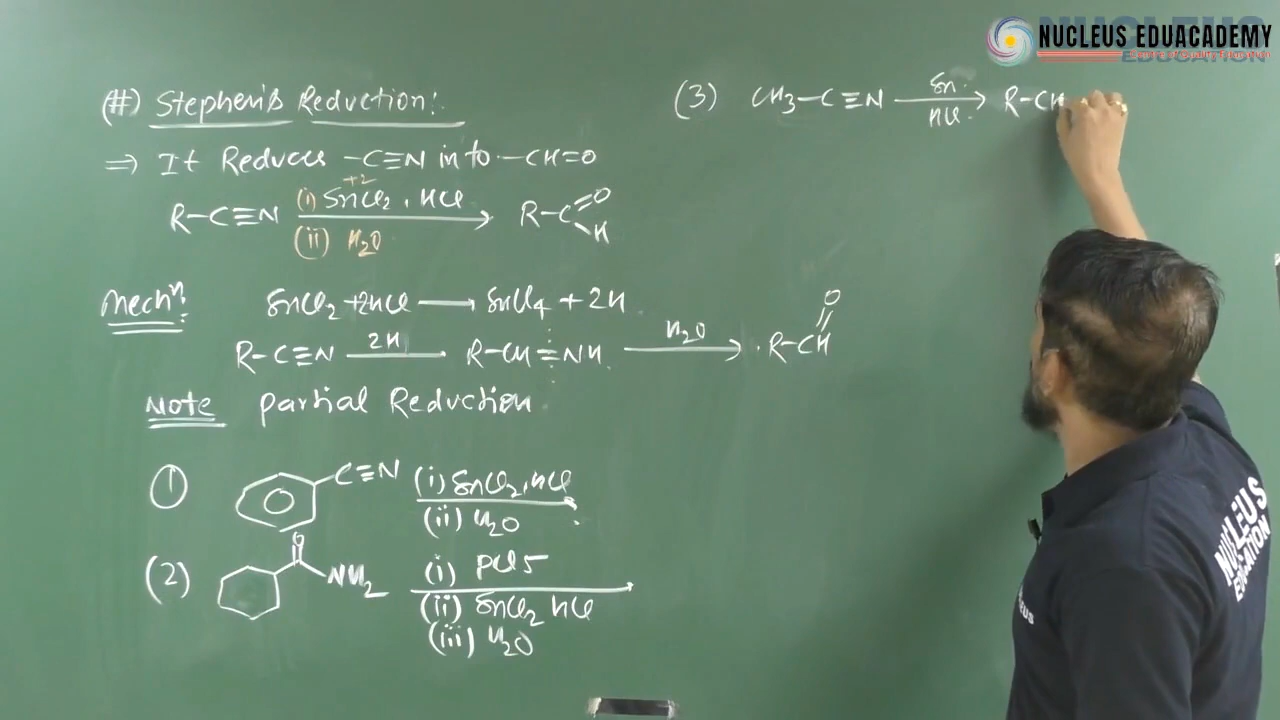 NUCLEUS EDUACADEMY
EDUCATION
(#) Stephen's Reduction:
⇒ It Reduces -C≡N into -CH=O
+2
R-C≡N (i) SnCl2, HCl R-C=O
(ii) H2O H
Mechn: SnCl2 + 2HCl ⟶ SnCl4 + 2H
R-C≡N 2H ⟶ R-CH=NH H2O ⟶ R-CH
O
Note partial Reduction
① C≡N (i) SnCl2, HCl
(ii) H2O
(2) O NH2 (i) PCl5
(ii) SnCl2 HCl
(iii) H2O
(3) CH3-C≡N Sn ⟶ R-CH
HCl
NUCLEUS
EDUCATION